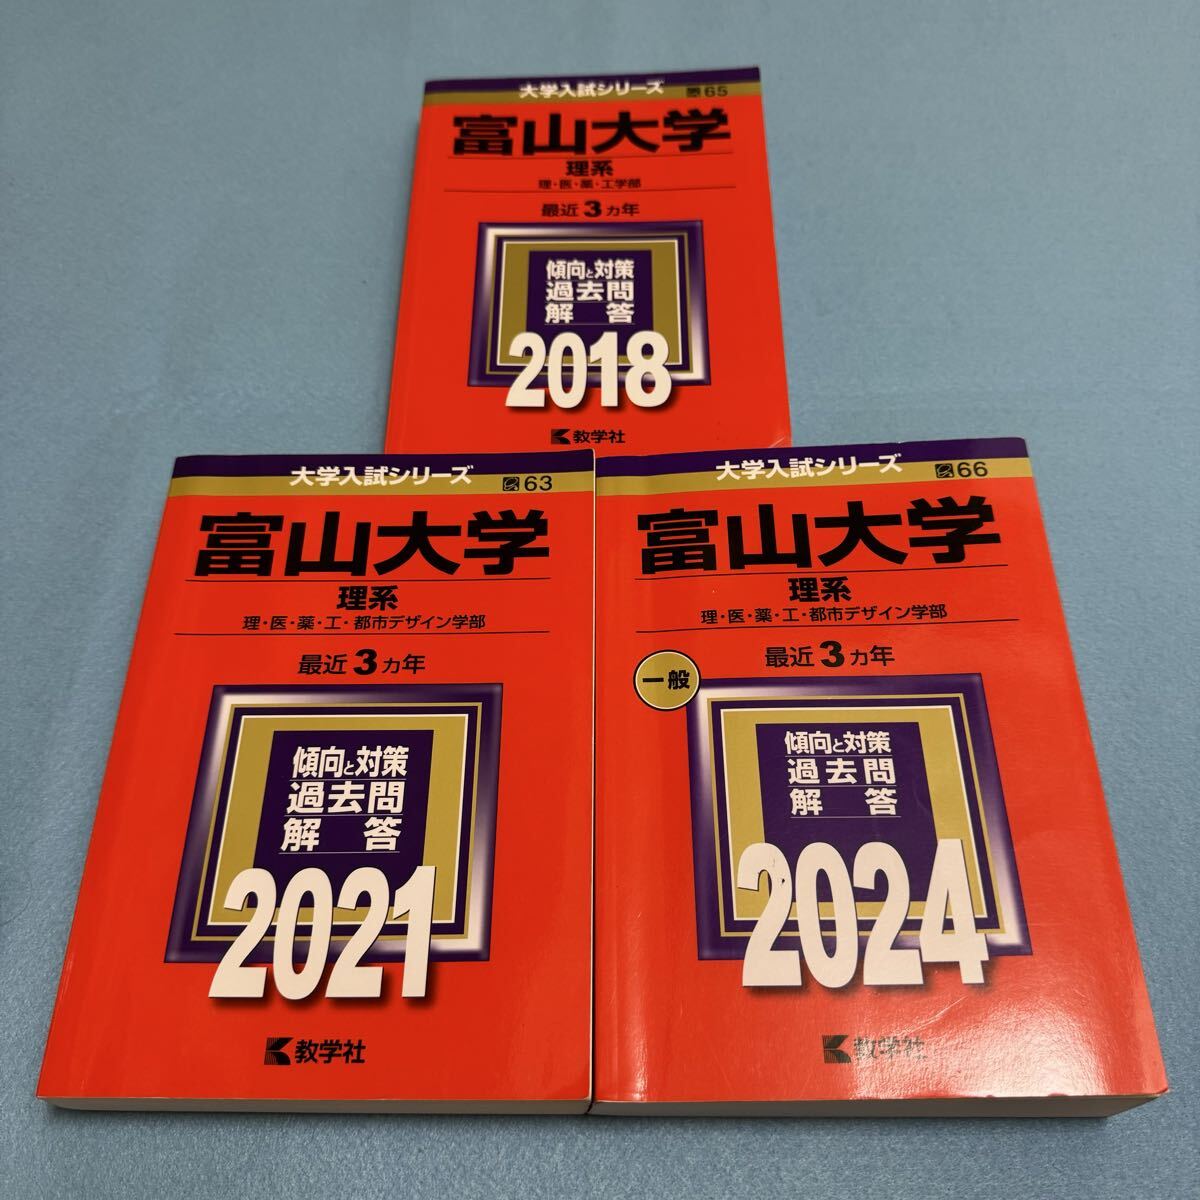 大学入試シリーズ
65
富山大学
理系
理・医・薬・工学部
最近3ヵ年
傾向と対策
過去問
解答
2018
教学社
大学入試シリーズ
63
富山大学
理系
理・医・薬・工・都市デザイン学部
最近3ヵ年
傾向と対策
過去問
解答
2021
教学社
大学入試シリーズ
66
富山大学
理系
理・医・薬・工・都市デザイン学部
最近3ヵ年
一般
傾向と対策
過去問
解答
2024
教学社